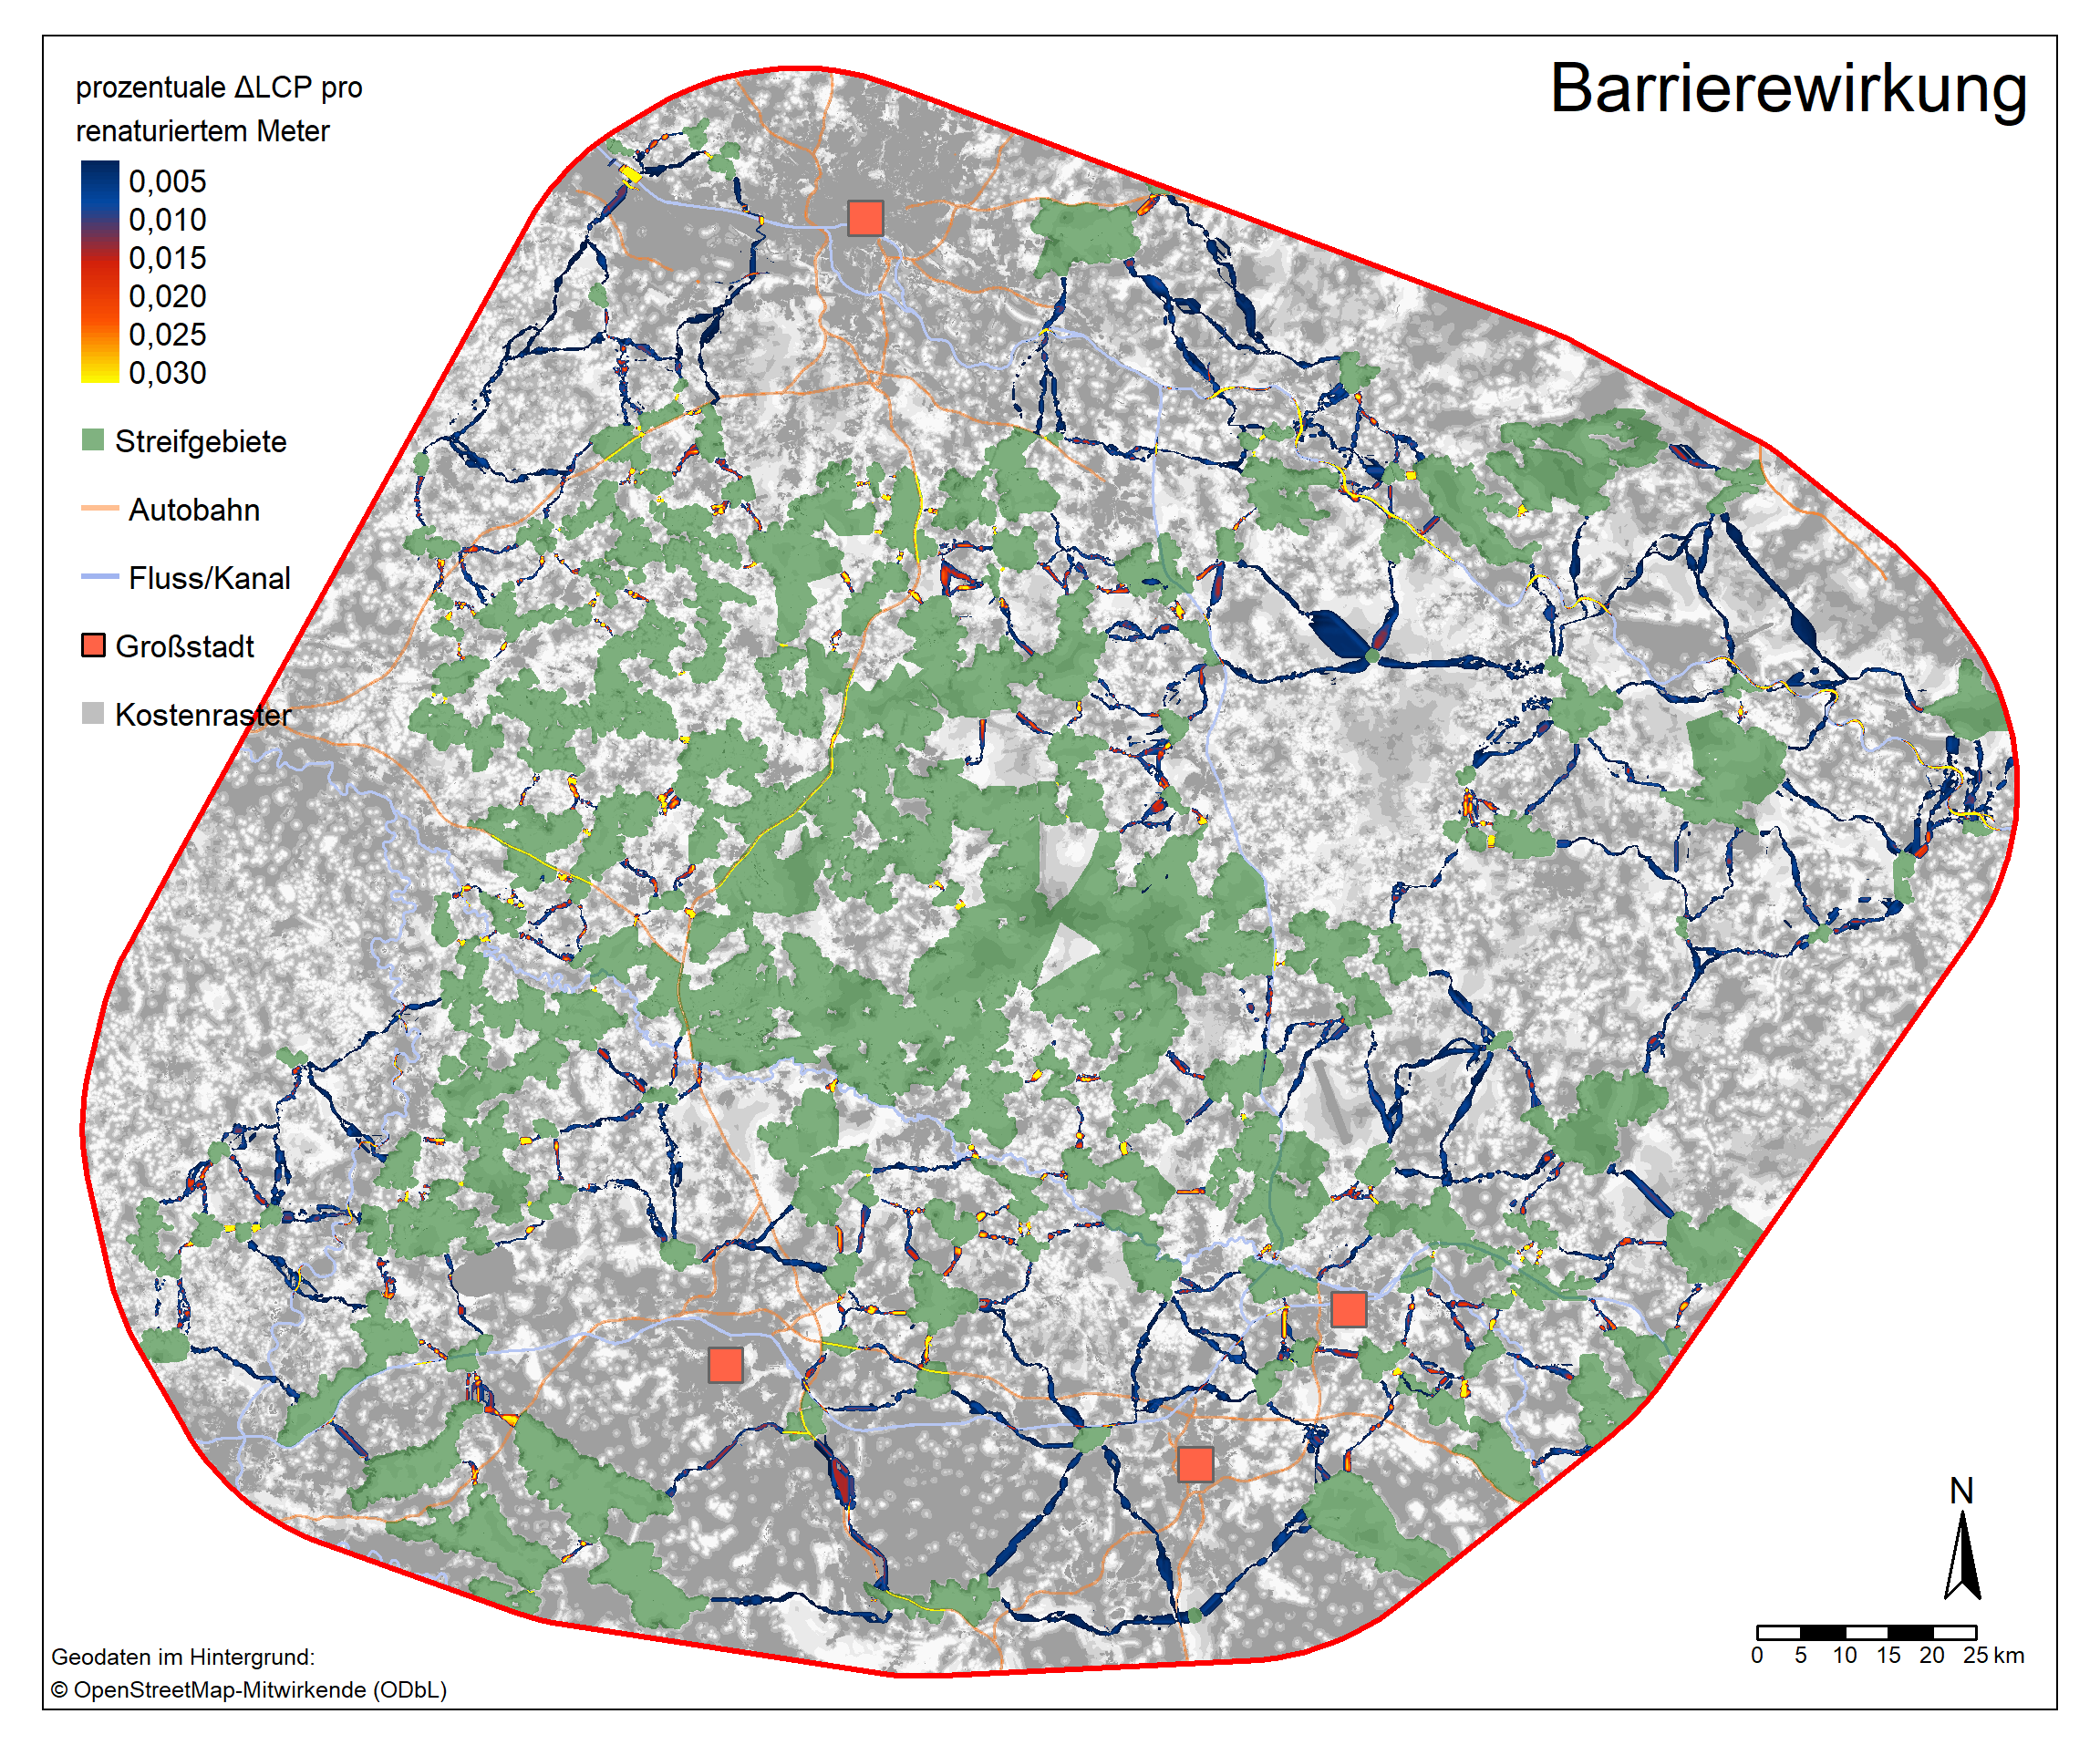 Barrierewirkung
prozentuale ΔLCP pro
renaturiertem Meter
0,005
0,010
0,015
0,020
0,025
0,030
Streifgebiete
Autobahn
Fluss/Kanal
Großstadt
Kostenraster
N
0 5 10 15 20 25 km
Geodaten im Hintergrund:
© OpenStreetMap-Mitwirkende (ODbL)